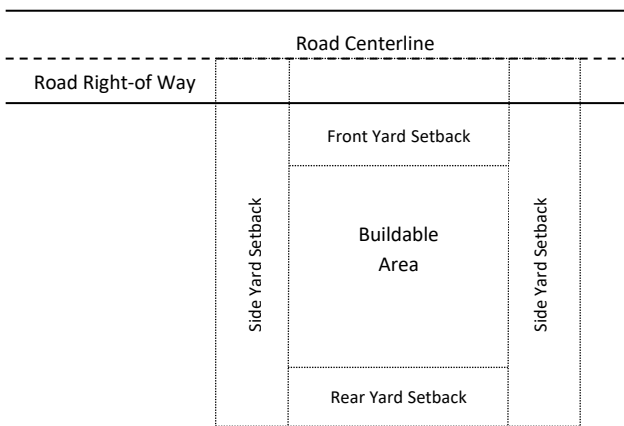 Road Centerline
Road Right-of Way
Front Yard Setback
Side Yard Setback
Buildable
Area
Side Yard Setback
Rear Yard Setback